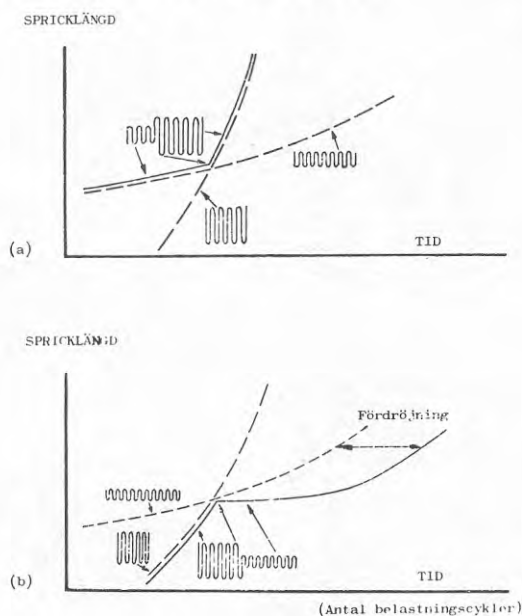 SPRICKLÄNGD
TID
(a)
SPRICKLÄNGD
Fördröjning
TID
(b)
(Antal belastningscykler)